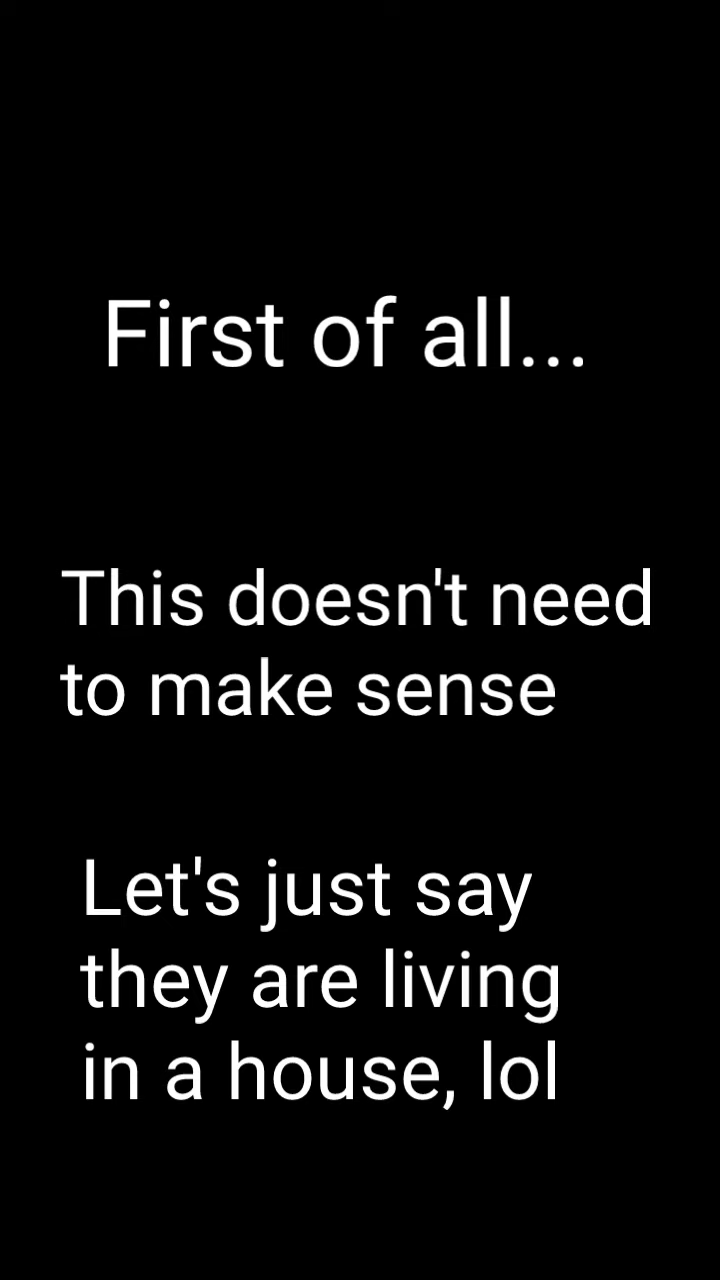 First of all...
This doesn't need
to make sense
Let's just say
they are living
in a house, lol